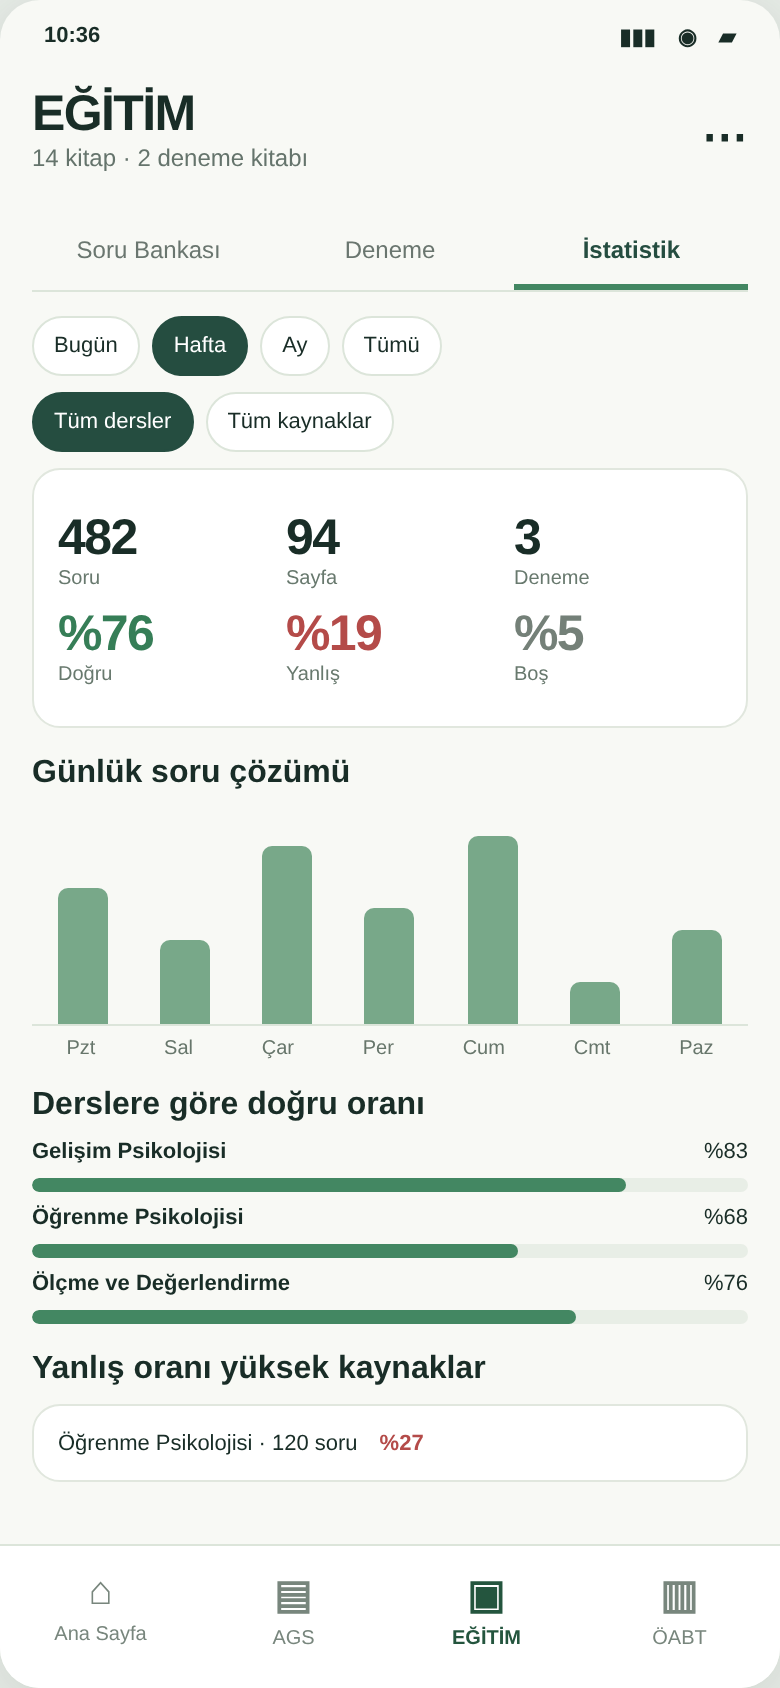 10:36
EĞİTİM
14 kitap · 2 deneme kitabı
...
Soru Bankası Deneme İstatistik
Bugün Hafta Ay Tümü
Tüm dersler Tüm kaynaklar
482 94 3
Soru Sayfa Deneme
%76 %19 %5
Doğru Yanlış Boş
Günlük soru çözümü
Pzt Sal Çar Per Cum Cmt Paz
Derslere göre doğru oranı
Gelişim Psikolojisi %83
Öğrenme Psikolojisi %68
Ölçme ve Değerlendirme %76
Yanlış oranı yüksek kaynaklar
Öğrenme Psikolojisi · 120 soru %27
Ana Sayfa AGS EĞİTİM ÖABT